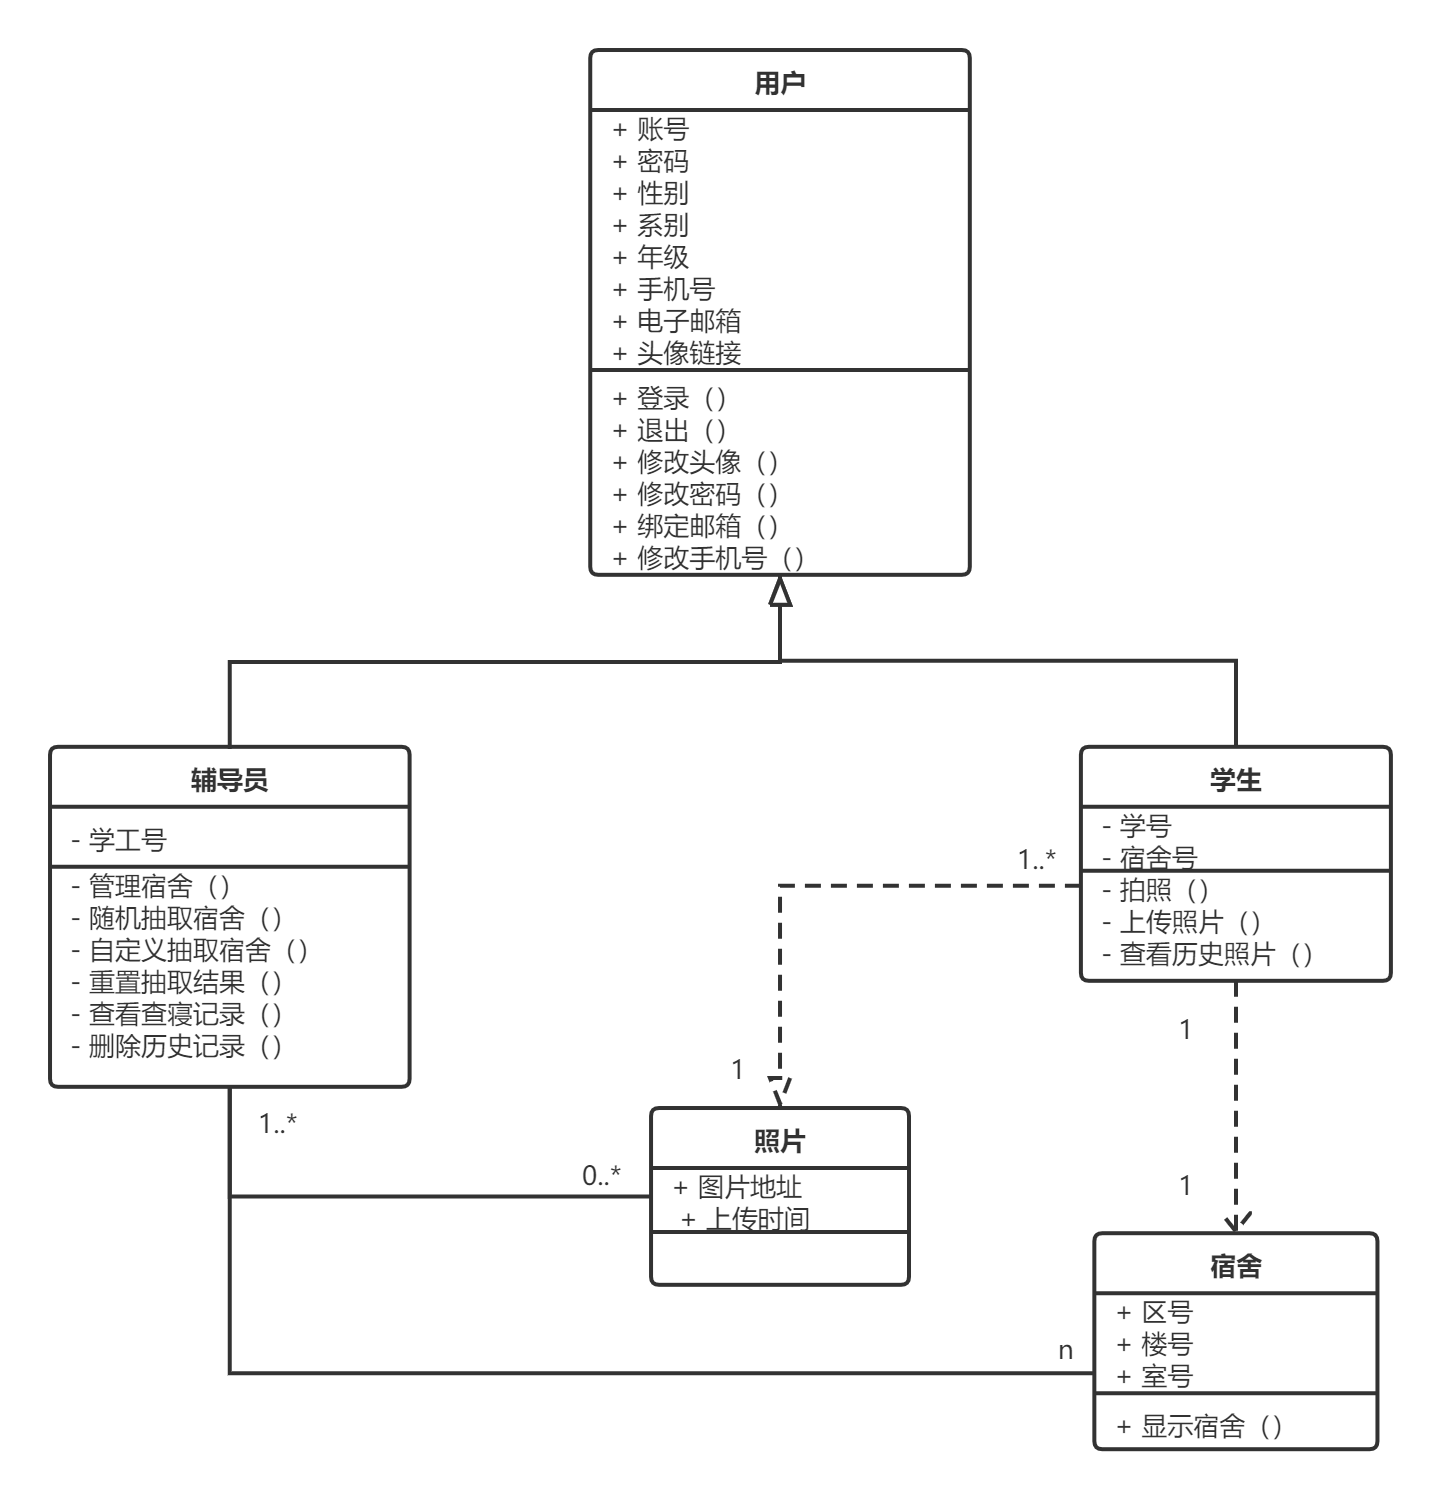 用户
+ 账号
+ 密码
+ 性别
+ 系别
+ 年级
+ 手机号
+ 电子邮箱
+ 头像链接
+ 登录（）
+ 退出（）
+ 修改头像（）
+ 修改密码（）
+ 绑定邮箱（）
+ 修改手机号（）
辅导员
- 学工号
- 管理宿舍（）
- 随机抽取宿舍（）
- 自定义抽取宿舍（）
- 重置抽取结果（）
- 查看查寝记录（）
- 删除历史记录（）
学生
- 学号
- 宿舍号
- 拍照（）
- 上传照片（）
- 查看历史照片（）
1..*
1
1
1
1..*
0..*
照片
+ 图片地址
+ 上传时间
n
宿舍
+ 区号
+ 楼号
+ 室号
+ 显示宿舍（）